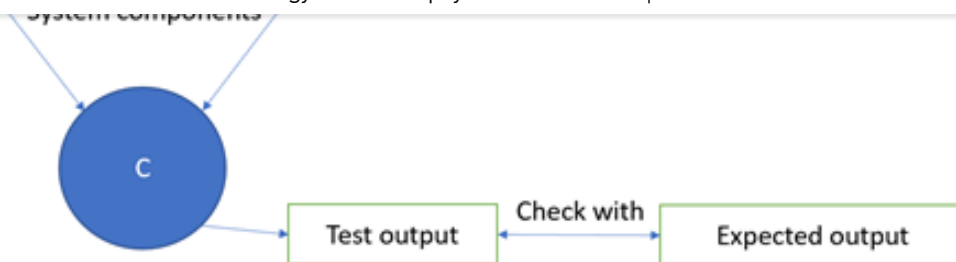 System components
C
Check with
Test output
Expected output